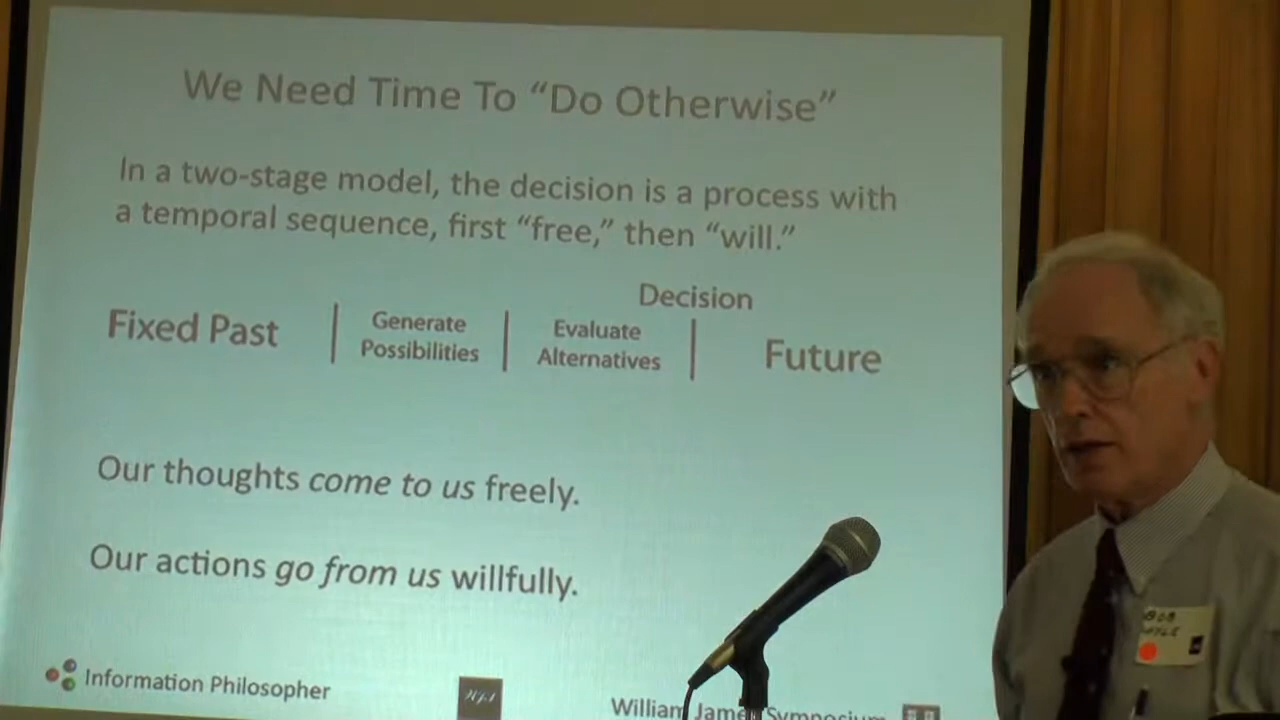 We Need Time To “Do Otherwise”
In a two-stage model, the decision is a process with
a temporal sequence, first “free,” then “will.”
Decision
Fixed Past
Generate
Possibilities
Evaluate
Alternatives
Future
Our thoughts come to us freely.
Our actions go from us willfully.
Information Philosopher
WJS
William James Symposium
BOB